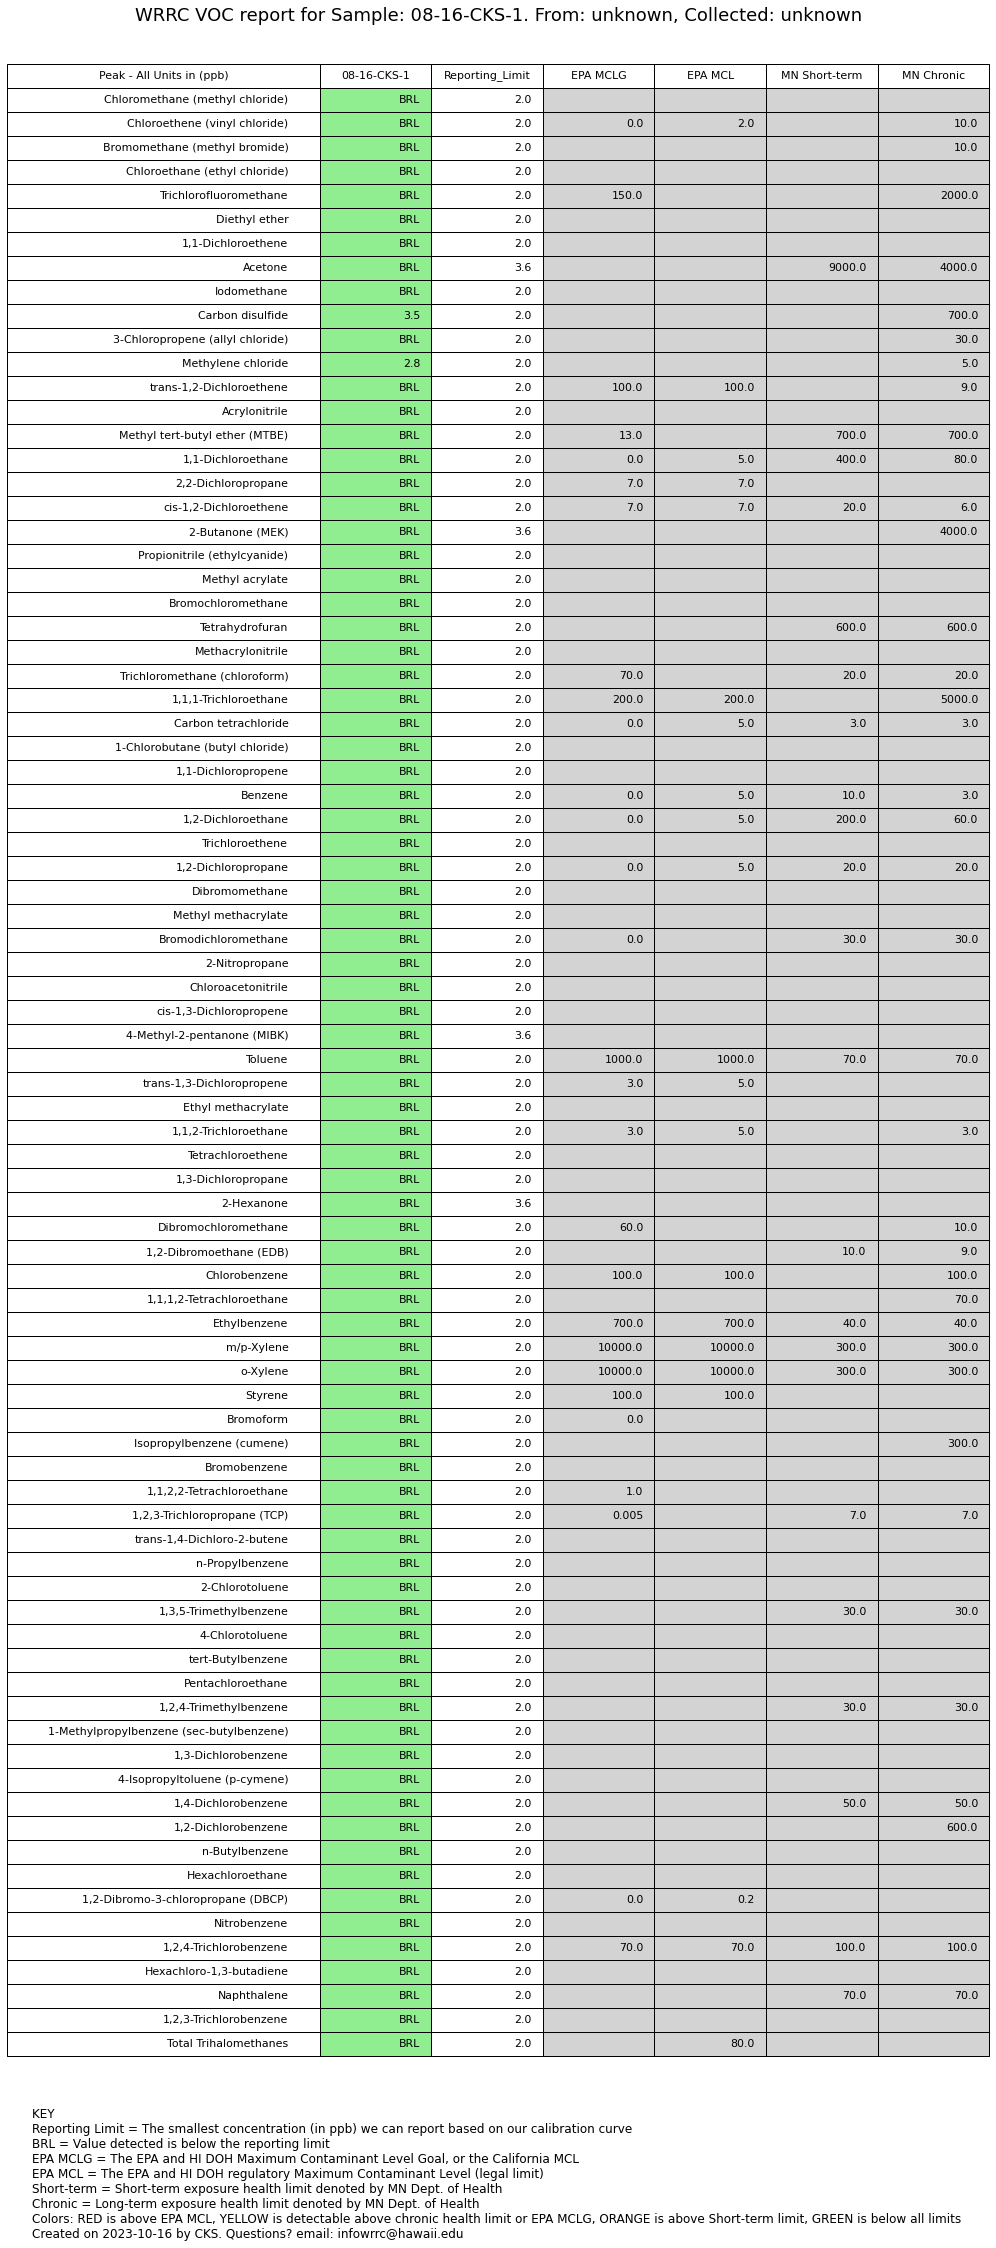 WRRC VOC report for Sample: 08-16-CKS-1. From: unknown, Collected: unknown
Peak - All Units in (ppb) 08-16-CKS-1 Reporting_Limit EPA MCLG EPA MCL MN Short-term MN Chronic
Chloromethane (methyl chloride) BRL 2.0
Chloroethene (vinyl chloride) BRL 2.0 0.0 2.0 10.0
Bromomethane (methyl bromide) BRL 2.0 10.0
Chloroethane (ethyl chloride) BRL 2.0
Trichlorofluoromethane BRL 2.0 150.0 2000.0
Diethyl ether BRL 2.0
1,1-Dichloroethene BRL 2.0
Acetone BRL 3.6 9000.0 4000.0
Iodomethane BRL 2.0
Carbon disulfide 3.5 2.0 700.0
3-Chloropropene (allyl chloride) BRL 2.0 30.0
Methylene chloride 2.8 2.0 5.0
trans-1,2-Dichloroethene BRL 2.0 100.0 100.0 9.0
Acrylonitrile BRL 2.0
Methyl tert-butyl ether (MTBE) BRL 2.0 13.0 700.0 700.0
1,1-Dichloroethane BRL 2.0 0.0 5.0 400.0 80.0
2,2-Dichloropropane BRL 2.0 7.0 7.0
cis-1,2-Dichloroethene BRL 2.0 7.0 7.0 20.0 6.0
2-Butanone (MEK) BRL 3.6 4000.0
Propionitrile (ethylcyanide) BRL 2.0
Methyl acrylate BRL 2.0
Bromochloromethane BRL 2.0
Tetrahydrofuran BRL 2.0 600.0 600.0
Methacrylonitrile BRL 2.0
Trichloromethane (chloroform) BRL 2.0 70.0 20.0 20.0
1,1,1-Trichloroethane BRL 2.0 200.0 200.0 5000.0
Carbon tetrachloride BRL 2.0 0.0 5.0 3.0 3.0
1-Chlorobutane (butyl chloride) BRL 2.0
1,1-Dichloropropene BRL 2.0
Benzene BRL 2.0 0.0 5.0 10.0 3.0
1,2-Dichloroethane BRL 2.0 0.0 5.0 200.0 60.0
Trichloroethene BRL 2.0
1,2-Dichloropropane BRL 2.0 0.0 5.0 20.0 20.0
Dibromomethane BRL 2.0
Methyl methacrylate BRL 2.0
Bromodichloromethane BRL 2.0 0.0 30.0 30.0
2-Nitropropane BRL 2.0
Chloroacetonitrile BRL 2.0
cis-1,3-Dichloropropene BRL 2.0
4-Methyl-2-pentanone (MIBK) BRL 3.6
Toluene BRL 2.0 1000.0 1000.0 70.0 70.0
trans-1,3-Dichloropropene BRL 2.0 3.0 5.0
Ethyl methacrylate BRL 2.0
1,1,2-Trichloroethane BRL 2.0 3.0 5.0 3.0
Tetrachloroethene BRL 2.0
1,3-Dichloropropane BRL 2.0
2-Hexanone BRL 3.6
Dibromochloromethane BRL 2.0 60.0 10.0
1,2-Dibromoethane (EDB) BRL 2.0 10.0 9.0
Chlorobenzene BRL 2.0 100.0 100.0 100.0
1,1,1,2-Tetrachloroethane BRL 2.0 70.0
Ethylbenzene BRL 2.0 700.0 700.0 40.0 40.0
m/p-Xylene BRL 2.0 10000.0 10000.0 300.0 300.0
o-Xylene BRL 2.0 10000.0 10000.0 300.0 300.0
Styrene BRL 2.0 100.0 100.0
Bromoform BRL 2.0 0.0
Isopropylbenzene (cumene) BRL 2.0 300.0
Bromobenzene BRL 2.0
1,1,2,2-Tetrachloroethane BRL 2.0 1.0
1,2,3-Trichloropropane (TCP) BRL 2.0 0.005 7.0 7.0
trans-1,4-Dichloro-2-butene BRL 2.0
n-Propylbenzene BRL 2.0
2-Chlorotoluene BRL 2.0
1,3,5-Trimethylbenzene BRL 2.0 30.0 30.0
4-Chlorotoluene BRL 2.0
tert-Butylbenzene BRL 2.0
Pentachloroethane BRL 2.0
1,2,4-Trimethylbenzene BRL 2.0 30.0 30.0
1-Methylpropylbenzene (sec-butylbenzene) BRL 2.0
1,3-Dichlorobenzene BRL 2.0
4-Isopropyltoluene (p-cymene) BRL 2.0
1,4-Dichlorobenzene BRL 2.0 50.0 50.0
1,2-Dichlorobenzene BRL 2.0 600.0
n-Butylbenzene BRL 2.0
Hexachloroethane BRL 2.0
1,2-Dibromo-3-chloropropane (DBCP) BRL 2.0 0.0 0.2
Nitrobenzene BRL 2.0
1,2,4-Trichlorobenzene BRL 2.0 70.0 70.0 100.0 100.0
Hexachloro-1,3-butadiene BRL 2.0
Naphthalene BRL 2.0 70.0 70.0
1,2,3-Trichlorobenzene BRL 2.0
Total Trihalomethanes BRL 2.0 80.0
KEY
Reporting Limit = The smallest concentration (in ppb) we can report based on our calibration curve
BRL = Value detected is below the reporting limit
EPA MCLG = The EPA and HI DOH Maximum Contaminant Level Goal, or the California MCL
EPA MCL = The EPA and HI DOH regulatory Maximum Contaminant Level (legal limit)
Short-term = Short-term exposure health limit denoted by MN Dept. of Health
Chronic = Long-term exposure health limit denoted by MN Dept. of Health
Colors: RED is above EPA MCL, YELLOW is detectable above chronic health limit or EPA MCLG, ORANGE is above Short-term limit, GREEN is below all limits
Created on 2023-10-16 by CKS. Questions? email: infowrrc@hawaii.edu